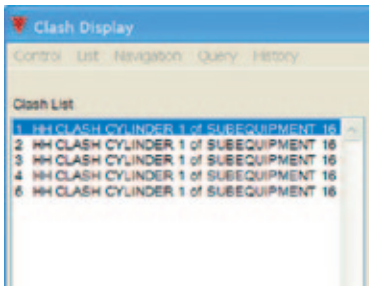 Clash Display
Control List Navigation Query History
Clash List
1 HH CLASH CYLINDER 1 of SUBEQUIPMENT 16
2 HH CLASH CYLINDER 1 of SUBEQUIPMENT 16
3 HH CLASH CYLINDER 1 of SUBEQUIPMENT 16
4 HH CLASH CYLINDER 1 of SUBEQUIPMENT 16
6 HH CLASH CYLINDER 1 of SUBEQUIPMENT 16